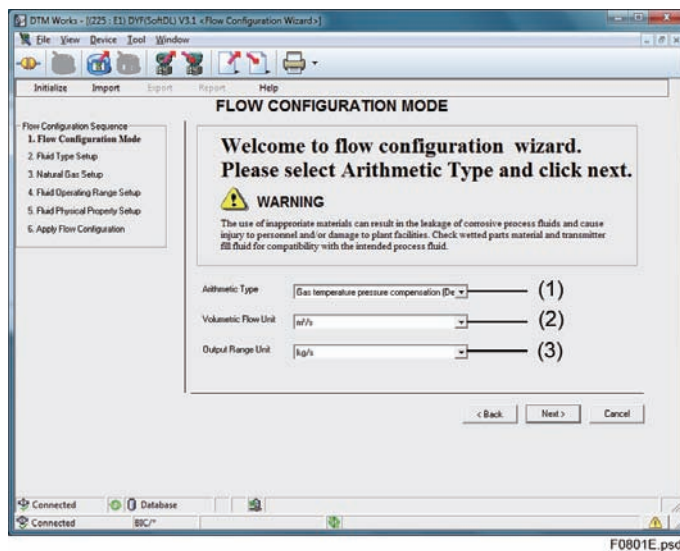 DTM Works - [(225 : E1) DYF(SoftDL) V3.1 <Flow Configuration Wizard>]
File View Device Tool Window
Initialize Import Export Report Help
FLOW CONFIGURATION MODE
Flow Configuration Sequence
1. Flow Configuration Mode
2. Fluid Type Setup
3. Natural Gas Setup
4. Fluid Operating Range Setup
5. Fluid Physical Property Setup
6. Apply Flow Configuration
Welcome to flow configuration wizard.
Please select Arithmetic Type and click next.
WARNING
The use of inapproriate materials can result in the leakage of corrosive process fluids and cause
injury to personnel and/or damage to plant facilities. Check wetted parts material and transmitter
fill fluid for compatibility with the intended process fluid.
Arithmetic Type Gas temperature pressure compensation (De (1)
Volumetric Flow Unit m³/s (2)
Output Range Unit kg/s (3)
< Back Next > Cancel
Connected Database
Connected
F0801E.psd